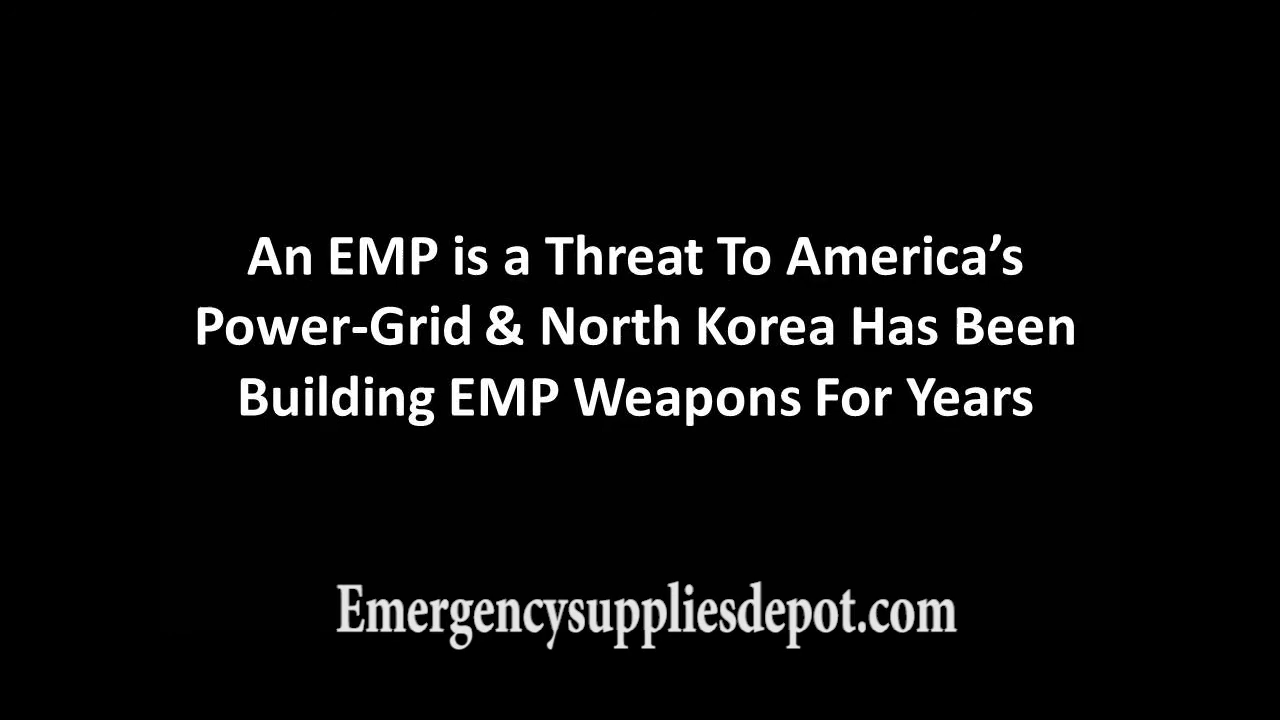 An EMP is a Threat To America’s
Power-Grid & North Korea Has Been
Building EMP Weapons For Years
Emergencysuppliesdepot.com